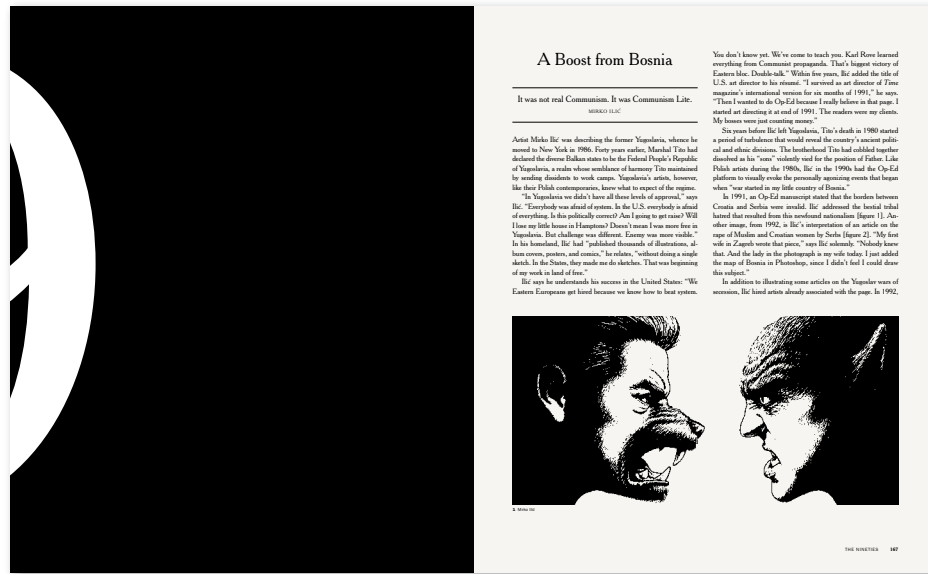 A Boost from Bosnia
It was not real Communism. It was Communism Lite.
MIRKO ILIĆ
Artist Mirko Ilić was describing the former Yugoslavia, whence he
moved to New York in 1986. Forty years earlier, Marshal Tito had
declared the diverse Balkan states to be the Federal People's Republic
of Yugoslavia, a realm whose semblance of harmony Tito maintained
by sending dissidents to work camps. Yugoslavia's artists, however,
like their Polish contemporaries, knew what to expect of the regime.
"In Yugoslavia we didn't have all these levels of approval," says
Ilić. "Everybody was afraid of system. In the U.S. everybody is afraid
of everything. Is this politically correct? Am I going to get raise? Will
I lose my little house in Hamptons? Doesn't mean I was more free in
Yugoslavia. But challenge was different. Enemy was more visible."
In his homeland, Ilić had "published thousands of illustrations, al-
bum covers, posters, and comics," he relates, "without doing a single
sketch. In the States, they made me do sketches. That was beginning
of my work in land of free."
Ilić says he understands his success in the United States: "We
Eastern Europeans get hired because we know how to beat system.
You don't know yet. We've come to teach you. Karl Rove learned
everything from Communist propaganda. That's biggest victory of
Eastern bloc. Double-talk." Within five years, Ilić added the title of
U.S. art director to his résumé. "I survived as art director of Time
magazine's international version for six months of 1991," he says.
"Then I wanted to do Op-Ed because I really believe in that page. I
started art directing it at end of 1991. The readers were my clients.
My bosses were just counting money."
Six years before Ilić left Yugoslavia, Tito's death in 1980 started
a period of turbulence that would reveal the country's ancient politi-
cal and ethnic divisions. The brotherhood Tito had cobbled together
dissolved as his "sons" violently vied for the position of Father. Like
Polish artists during the 1980s, Ilić in the 1990s had the Op-Ed
platform to visually evoke the personally agonizing events that began
when "war started in my little country of Bosnia."
In 1991, an Op-Ed manuscript stated that the borders between
Croatia and Serbia were invalid. Ilić addressed the bestial tribal
hatred that resulted from this newfound nationalism [figure 1]. An-
other image, from 1992, is Ilić's interpretation of an article on the
rape of Muslim and Croatian women by Serbs [figure 2]. "My first
wife in Zagreb wrote that piece," says Ilić solemnly. "Nobody knew
that. And the lady in the photograph is my wife today. I just added
the map of Bosnia in Photoshop, since I didn't feel I could draw
this subject."
In addition to illustrating some articles on the Yugoslav wars of
secession, Ilić hired artists already associated with the page. In 1992,
1 Mirko Ilić
THE NINETIES 167